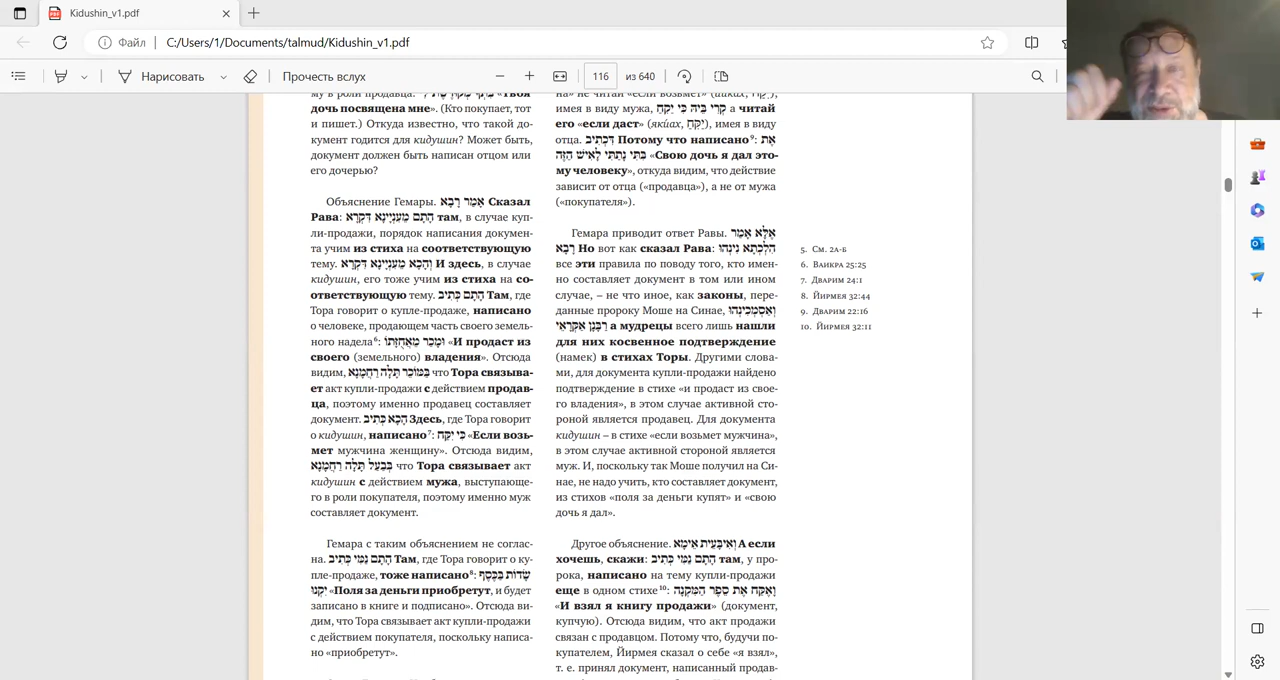 Kidushin_v1.pdf
Файл
C:/Users/1/Documents/talmud/Kidushin_v1.pdf
Нарисовать
Прочесть вслух
116
из 640
дочь посвящена мне». (Кто покупает, тот
и пишет.) Откуда известно, что такой до-
кумент годится для кидушин? Может быть,
документ должен быть написан отцом или
его дочерью?
Объяснение Гемары. אֲמַר רָבָא Сказал
Рава: הָתָם מֵעִנְיָינָא דִּקְרָא там, в случае куп-
ли-продажи, порядок написания докумен-
та учим из стиха на соответствующую
тему. וְהָכָא מֵעִנְיָינָא דִּקְרָא И здесь, в случае
кидушин, его тоже учим из стиха на со-
ответствующую тему. הָתָם כְּתִיב Там, где
Тора говорит о купле-продаже, написано
о человеке, продающем часть своего земель-
ного надела⁶: וּמָכַר מֵאֲחֻזָּתוֹ «И продаст из
своего (земельного) владения». Отсюда
видим, בְּמוֹכֵר תָּלָה רַחֲמָנָא что Тора связыва-
ет акт купли-продажи с действием продав-
ца, поэтому именно продавец составляет
документ. הָכָא כְּתִיב Здесь, где Тора говорит
о кидушин, написано⁷: כִּי יִקַּח «Если возь-
мет мужчина женщину». Отсюда видим,
בְּבַעַל תָּלָה רַחֲמָנָא что Тора связывает акт
кидушин с действием мужа, выступающе-
го в роли покупателя, поэтому именно муж
составляет документ.
Гемара с таким объяснением не соглас-
на. הָתָם נַמִי כְּתִיב Там, где Тора говорит о ку-
пле-продаже, тоже написано⁸: שָׂדוֹת בַּכֶּסֶף
יִקְנוּ «Поля за деньги приобретут, и будет
записано в книге и подписано». Отсюда ви-
дим, что Тора связывает акт купли-продажи
с действием покупателя, поскольку написа-
но «приобретут».
имея в виду мужа, קְרִי בֵּיהּ כִּי יַקַּח а читай
его «если даст» (яки́ах, יַקִּח), имея в виду
отца. דִּכְתִיב Потому что написано⁹: אֶת
בִּתִּי נָתַתִּי לָאִישׁ הַזֶּה «Свою дочь я дал это-
му человеку», откуда видим, что действие
зависит от отца («продавца»), а не от мужа
(«покупателя»).
Гемара приводит ответ Равы. אֶלָּא אֲמַר
רָבָא Но вот как сказал Рава: הִלְכְתָא נִינְהוּ
все эти правила по поводу того, кто имен-
но составляет документ в том или ином
случае, – не что иное, как законы, пере-
данные пророку Моше на Синае, וְאַסְמְכִינְהוּ
רַבָּנַן אַקְּרָאֵי а мудрецы всего лишь нашли
для них косвенное подтверждение
(намек) в стихах Торы. Другими слова-
ми, для документа купли-продажи найдено
подтверждение в стихе «и продаст из свое-
го владения», в этом случае активной сто-
роной является продавец. Для документа
кидушин – в стихе «если возьмет мужчина»,
в этом случае активной стороной является
муж. И, поскольку так Моше получил на Си-
нае, не надо учить, кто составляет документ,
из стихов «поля за деньги купят» и «свою
дочь я дал».
Другое объяснение. וְאִיבָּעֵית אֵימָא А если
хочешь, скажи: הָתָם נַמִי כְּתִיב там, у про-
рока, написано на тему купли-продажи
еще в одном стихе¹⁰: וָאֶקַּח אֶת סֵפֶר הַמִּקְנָה
«И взял я книгу продажи» (документ,
купчую). Отсюда видим, что акт продажи
связан с продавцом. Потому что, будучи по-
купателем, Йирмея сказал о себе «я взял»,
т. е. принял документ, написанный продав-
5. См. 2а-б
6. Ваикра 25:25
7. Дварим 24:1
8. Йирмея 32:44
9. Дварим 22:16
10. Йирмея 32:11